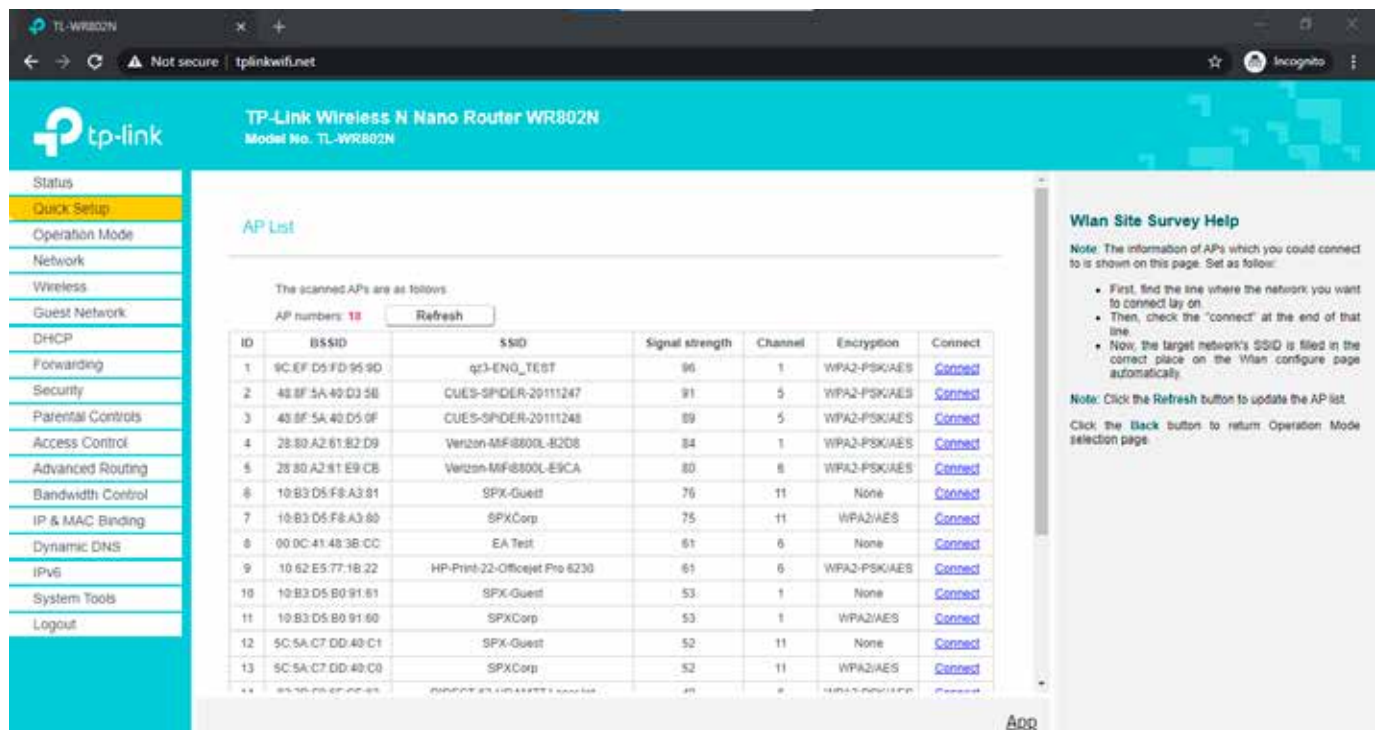 TL-WR802N
Not secure | tplinkwifi.net
Incognito
tp-link
TP-Link Wireless N Nano Router WR802N
Model No. TL-WR802N
Status
Quick Setup
Operation Mode
Network
Wireless
Guest Network
DHCP
Forwarding
Security
Parental Controls
Access Control
Advanced Routing
Bandwidth Control
IP & MAC Binding
Dynamic DNS
IPv6
System Tools
Logout
AP List
The scanned APs are as follows
AP numbers: 18 Refresh
ID BSSID SSID Signal strength Channel Encryption Connect
1 9C:EF:D5:FD:95:9D qz3-ENG_TEST 96 1 WPA2-PSK/AES Connect
2 48:8F:5A:40:D3:5B CUES-SPIDER-20111247 91 5 WPA2-PSK/AES Connect
3 48:8F:5A:40:D5:0F CUES-SPIDER-20111248 89 5 WPA2-PSK/AES Connect
4 28:80:A2:61:B2:D9 Verizon-MiFi8800L-B2D8 84 1 WPA2-PSK/AES Connect
5 28:80:A2:61:E9:CB Verizon-MiFi8800L-E9CA 80 6 WPA2-PSK/AES Connect
6 10:B3:D5:F8:A3:81 SPX-Guest 76 11 None Connect
7 10:B3:D5:F8:A3:80 SPXCorp 75 11 WPA2/AES Connect
8 00:0C:41:48:3B:CC EA Test 61 6 None Connect
9 10:62:E5:77:1B:22 HP-Print-22-Officejet Pro 6230 61 6 WPA2-PSK/AES Connect
10 10:B3:D5:B0:91:61 SPX-Guest 53 1 None Connect
11 10:B3:D5:B0:91:60 SPXCorp 53 1 WPA2/AES Connect
12 5C:5A:C7:DD:40:C1 SPX-Guest 52 11 None Connect
13 5C:5A:C7:DD:40:C0 SPXCorp 52 11 WPA2/AES Connect
App
Wlan Site Survey Help
Note: The information of APs which you could connect
to is shown on this page. Set as follow:
First, find the line where the network you want
to connect lay on.
Then, check the "connect" at the end of that
line.
Now, the target network's SSID is filled in the
correct place on the Wlan configure page
automatically.
Note: Click the Refresh button to update the AP list.
Click the Back button to return Operation Mode
selection page.